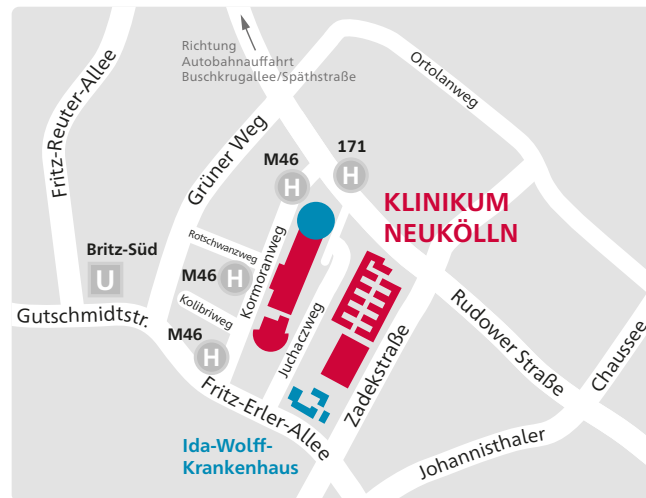 Richtung
Autobahnauffahrt
Buschkrugallee/Späthstraße
Ortolanweg
Fritz-Reuter-Allee
Grüner Weg
M46
H
171
H
KLINIKUM
NEUKÖLLN
Rotschwanzweg
Britz-Süd
U
M46
H
Kormoranweg
Kolibriweg
Gutschmidtstr.
M46
H
Juchaczweg
Rudower Straße
Chaussee
Zadekstraße
Fritz-Erler-Allee
Johannisthaler
Ida-Wolff-
Krankenhaus